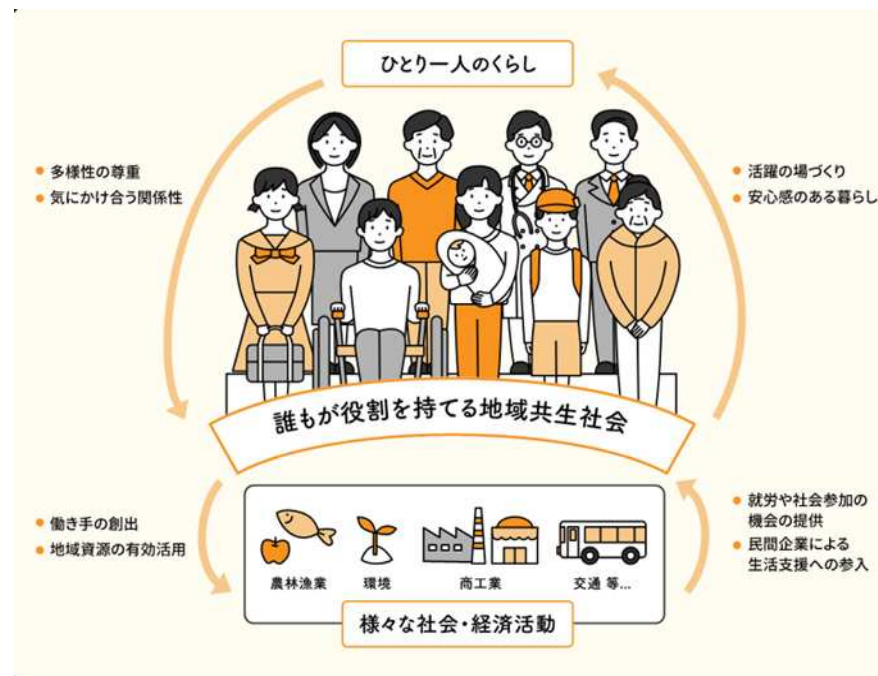 ひとり一人のくらし
多様性の尊重
気にかけ合う関係性
活躍の場づくり
安心感のある暮らし
誰もが役割を持てる地域共生社会
働き手の創出
地域資源の有効活用
就労や社会参加の
機会の提供
民間企業による
生活支援への参入
農林漁業
環境
商工業
交通 等...
様々な社会・経済活動